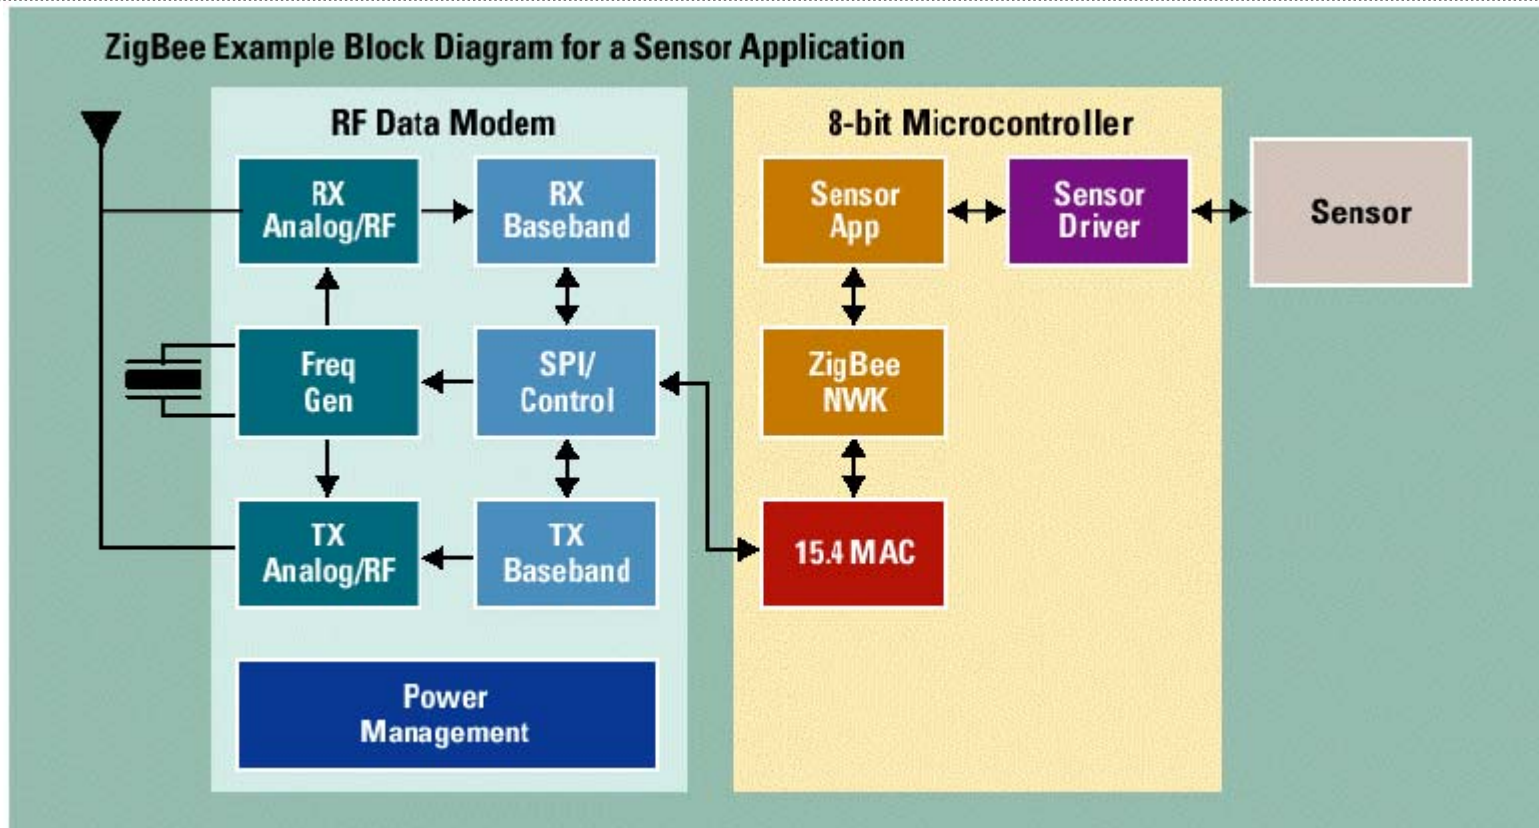 ZigBee Example Block Diagram for a Sensor Application
RF Data Modem
RX
Analog/RF
RX
Baseband
Freq
Gen
SPI/
Control
TX
Analog/RF
TX
Baseband
Power
Management
8-bit Microcontroller
Sensor
App
Sensor
Driver
ZigBee
NWK
15.4 MAC
Sensor